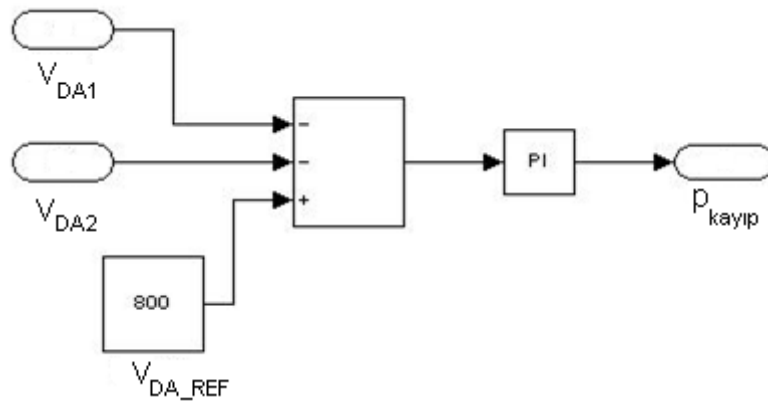 V_DA1
V_DA2
-
-
+
PI
p_kayıp
800
V_DA_REF